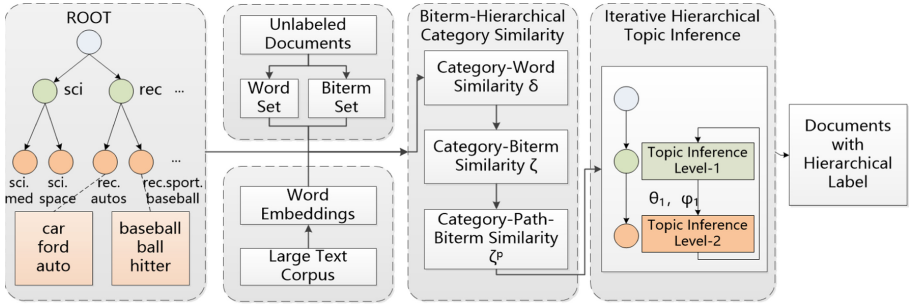 ROOT
sci
rec
...
...
sci.
med
sci.
space
rec.
autos
rec.sport.
baseball
car
ford
auto
baseball
ball
hitter
Unlabeled
Documents
Word
Set
Biterm
Set
Word
Embeddings
Large Text
Corpus
Biterm-Hierarchical
Category Similarity
Category-Word
Similarity δ
Category-Biterm
Similarity ζ
Category-Path-
Biterm Similarity
ζᵖ
Iterative Hierarchical
Topic Inference
Topic Inference
Level-1
θ₁, φ₁
Topic Inference
Level-2
Documents
with
Hierarchical
Label